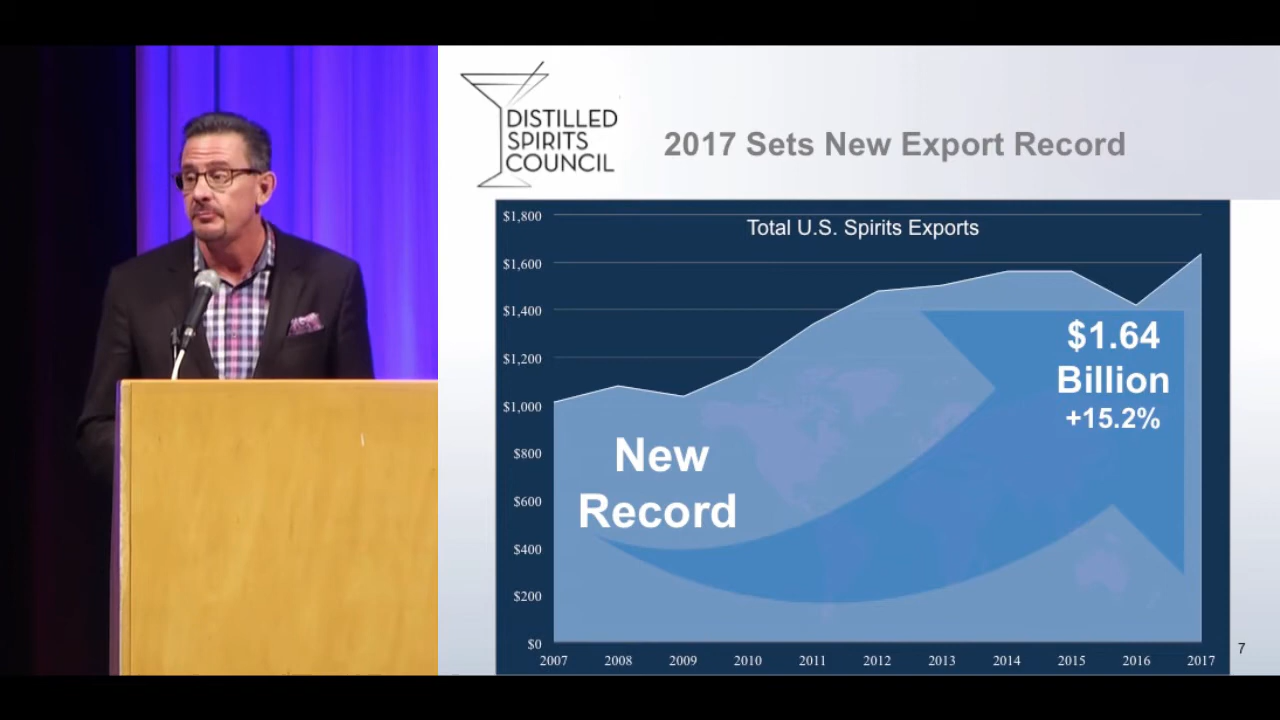 DISTILLED
SPIRITS
COUNCIL
2017 Sets New Export Record
Total U.S. Spirits Exports
$1,800
$1,600
$1,400
$1,200
$1,000
$800
$600
$400
$200
$0
$1.64
Billion
+15.2%
New
Record
2007 2008 2009 2010 2011 2012 2013 2014 2015 2016 2017
7